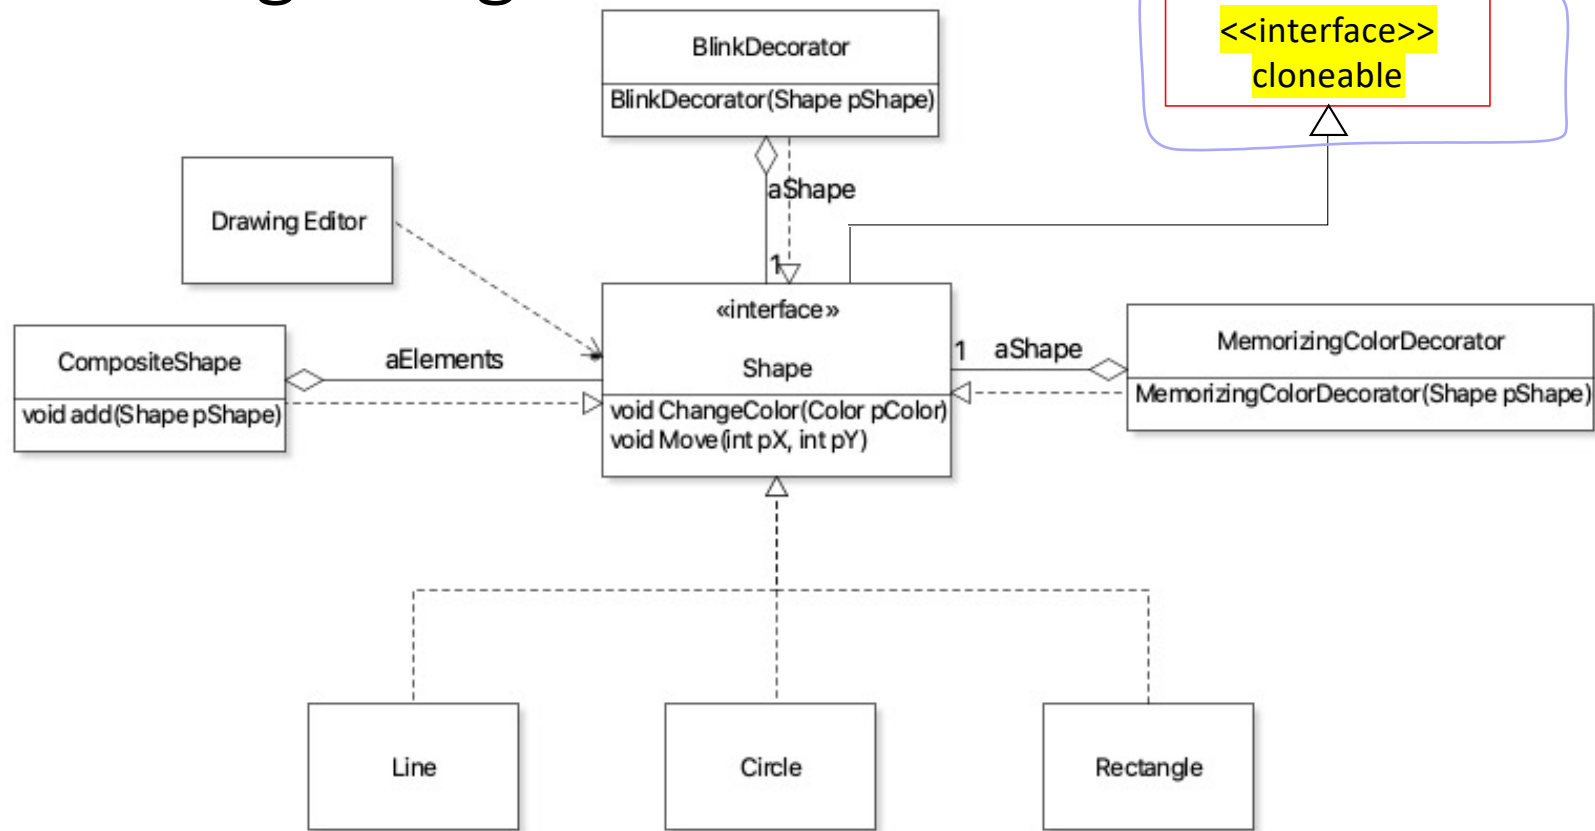 BlinkDecorator
BlinkDecorator(Shape pShape)
<<interface>>
cloneable
aShape
1
Drawing Editor
«interface»
Shape
void ChangeColor(Color pColor)
void Move(int pX, int pY)
CompositeShape
void add(Shape pShape)
aElements
1 aShape
MemorizingColorDecorator
MemorizingColorDecorator(Shape pShape)
Line
Circle
Rectangle